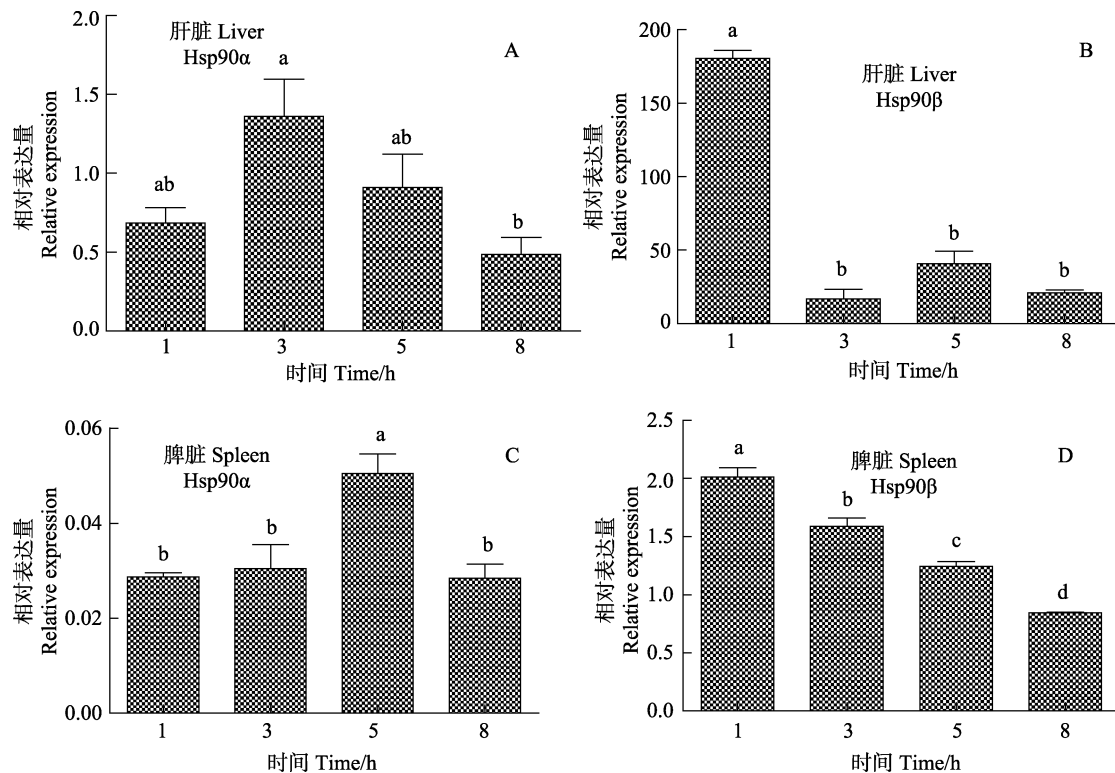 肝脏 Liver
Hsp90α
A
相对表达量
Relative expression
2.0
1.5
1.0
0.5
0.0
ab
a
ab
b
1
3
5
8
时间 Time/h
肝脏 Liver
Hsp90β
B
相对表达量
Relative expression
200
150
100
50
0
a
b
b
b
1
3
5
8
时间 Time/h
脾脏 Spleen
Hsp90α
C
相对表达量
Relative expression
0.06
0.04
0.02
0.00
b
b
a
b
1
3
5
8
时间 Time/h
脾脏 Spleen
Hsp90β
D
相对表达量
Relative expression
2.5
2.0
1.5
1.0
0.5
0.0
a
b
c
d
1
3
5
8
时间 Time/h